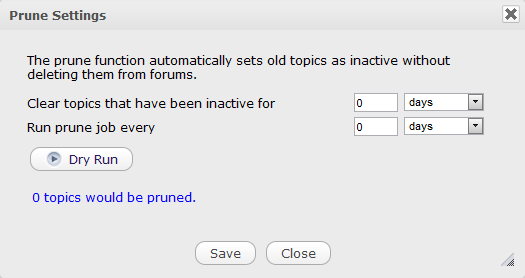 Prune Settings
The prune function automatically sets old topics as inactive without
deleting them from forums.
Clear topics that have been inactive for 0 days
Run prune job every 0 days
Dry Run
0 topics would be pruned.
Save Close